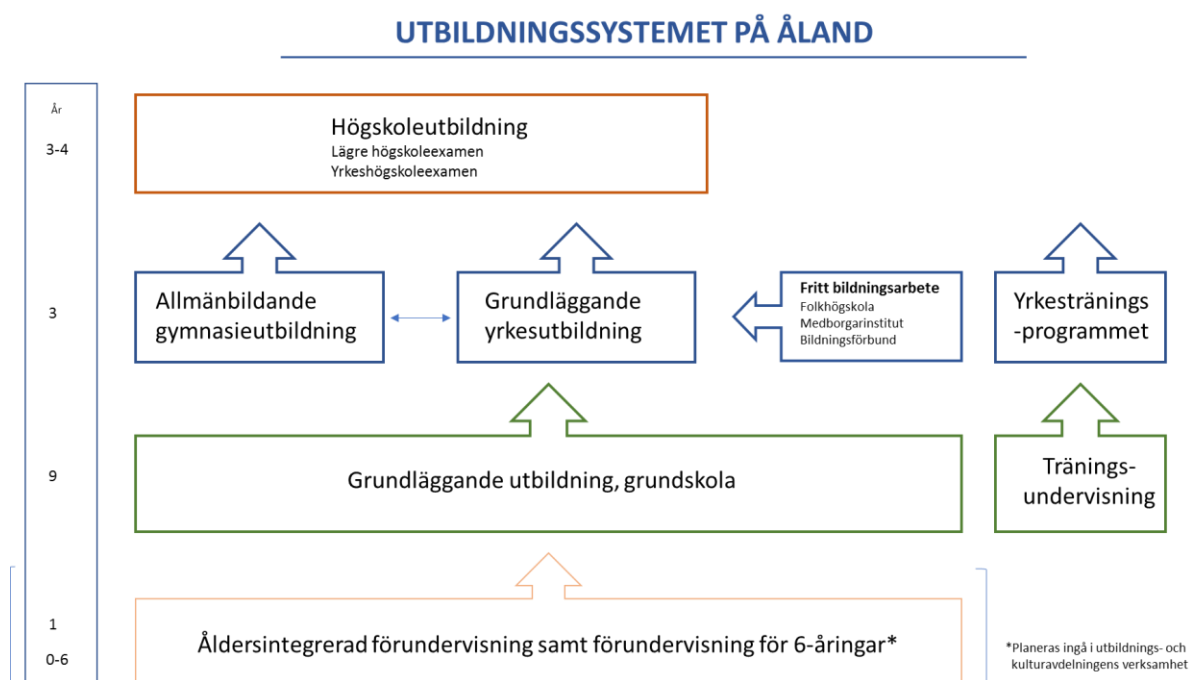 UTBILDNINGSSYSTEMET PÅ ÅLAND
År
3-4
Högskoleutbildning
Lägre högskoleexamen
Yrkeshögskoleexamen
3
Allmänbildande
gymnasieutbildning
Grundläggande
yrkesutbildning
Fritt bildningsarbete
Folkhögskola
Medborgarinstitut
Bildningsförbund
Yrkestränings
-programmet
9
Grundläggande utbildning, grundskola
Tränings-
undervisning
1
0-6
Åldersintegrerad förundervisning samt förundervisning för 6-åringar*
*Planeras ingå i utbildnings- och
kulturavdelningens verksamhet